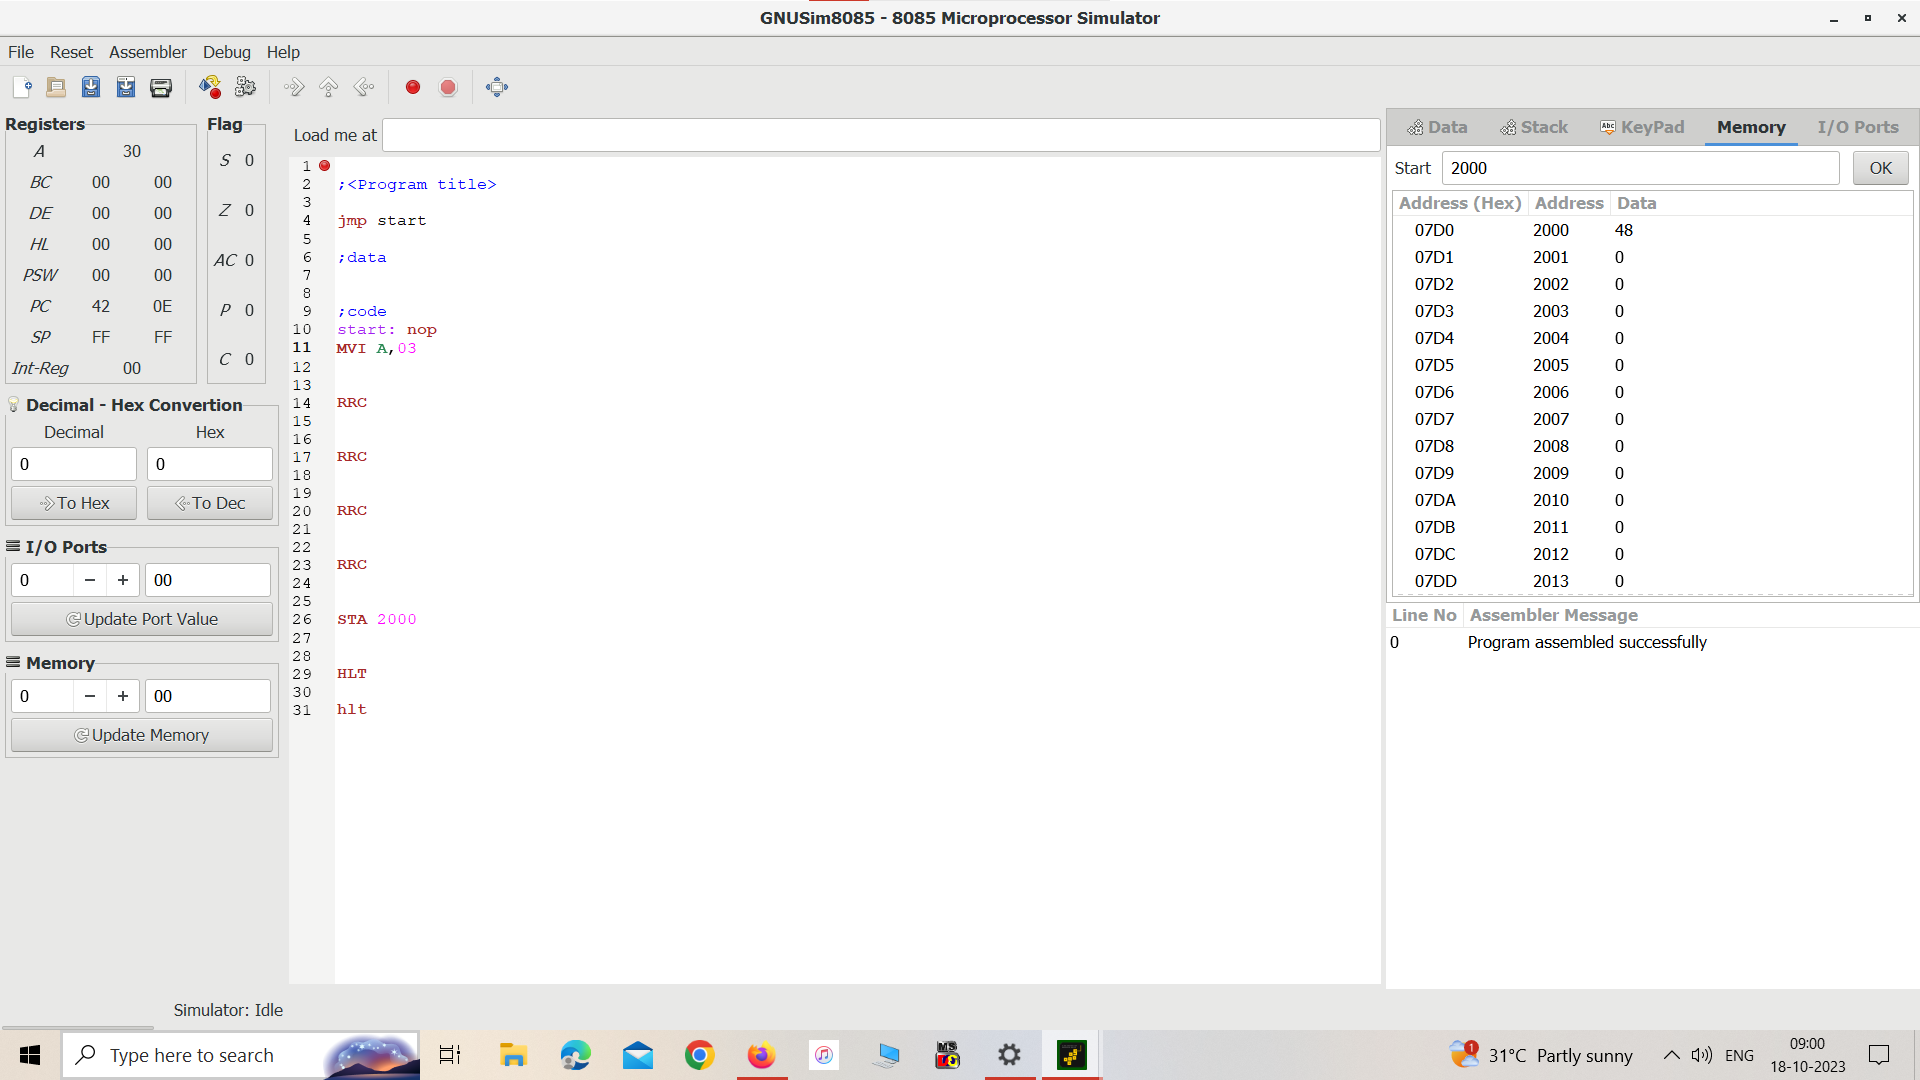 GNUSim8085 - 8085 Microprocessor Simulator
File Reset Assembler Debug Help
Registers
A 30
BC 00 00
DE 00 00
HL 00 00
PSW 00 00
PC 42 0E
SP FF FF
Int-Reg 00
Flag
S 0
Z 0
AC 0
P 0
C 0
Decimal - Hex Convertion
Decimal Hex
0 0
To Hex To Dec
I/O Ports
0 − + 00
Update Port Value
Memory
0 − + 00
Update Memory
Load me at
1
2 ;<Program title>
3
4 jmp start
5
6 ;data
7
8
9 ;code
10 start: nop
11 MVI A,03
12
13
14 RRC
15
16
17 RRC
18
19
20 RRC
21
22
23 RRC
24
25
26 STA 2000
27
28
29 HLT
30
31 hlt
Data Stack Abc KeyPad Memory I/O Ports
Start 2000 OK
Address (Hex) Address Data
07D0 2000 48
07D1 2001 0
07D2 2002 0
07D3 2003 0
07D4 2004 0
07D5 2005 0
07D6 2006 0
07D7 2007 0
07D8 2008 0
07D9 2009 0
07DA 2010 0
07DB 2011 0
07DC 2012 0
07DD 2013 0
Line No Assembler Message
0 Program assembled successfully
Simulator: Idle
Type here to search
MS
1
31°C Partly sunny
ENG
09:00
18-10-2023